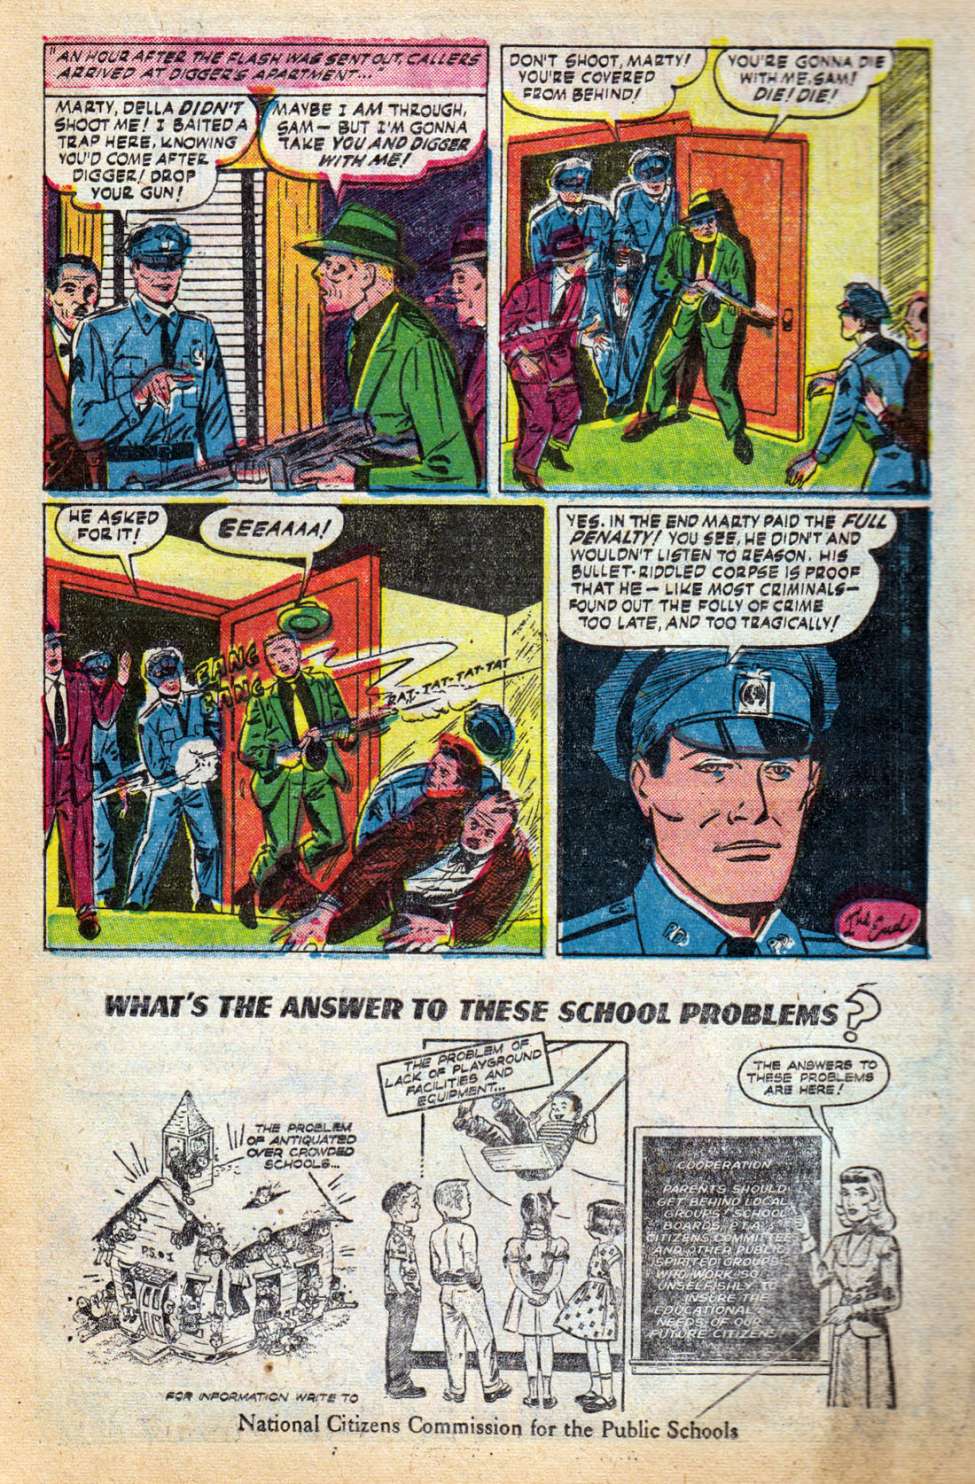 "AN HOUR AFTER THE FLASH WAS SENT OUT, CALLERS
ARRIVED AT DIGGER'S APARTMENT..."
MARTY, DELLA DIDN'T
SHOOT ME! I BAITED A
TRAP HERE, KNOWING
YOU'D COME AFTER
DIGGER! DROP
YOUR GUN!
MAYBE I AM THROUGH,
SAM— BUT I'M GONNA
TAKE YOU AND DIGGER
WITH ME!
DON'T SHOOT, MARTY!
YOU'RE COVERED
FROM BEHIND!
YOU'RE GONNA DIE
WITH ME, SAM!
DIE! DIE!
HE ASKED
FOR IT!
EEEAAAA!
BANG
BANG
RAT-TAT-TAT-TAT
YES. IN THE END MARTY PAID THE FULL
PENALTY! YOU SEE, HE DIDN'T AND
WOULDN'T LISTEN TO REASON. HIS
BULLET-RIDDLED CORPSE IS PROOF
THAT HE — LIKE MOST CRIMINALS—
FOUND OUT THE FOLLY OF CRIME
TOO LATE, AND TOO TRAGICALLY!
The End
WHAT'S THE ANSWER TO THESE SCHOOL PROBLEMS?
THE PROBLEM
OF ANTIQUATED
OVER CROWDED
SCHOOLS...
P.S. 1
THE PROBLEM OF
LACK OF PLAYGROUND
FACILITIES AND
EQUIPMENT...
THE ANSWERS TO
THESE PROBLEMS
ARE HERE!
COOPERATION
PARENTS SHOULD
GET BEHIND LOCAL
GROUPS! SCHOOL
BOARDS, P.T.A.'S
CITIZENS COMMITTEES
AND OTHER PUBLIC
SPIRITED GROUPS
WHO WORK SO
UNSELFISHLY TO
INSURE THE
EDUCATIONAL
NEEDS OF OUR
FUTURE CITIZENS!
FOR INFORMATION WRITE TO
National Citizens Commission for the Public Schools